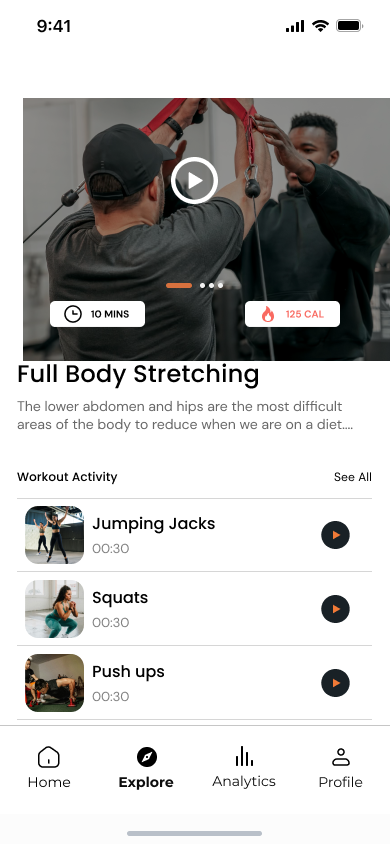 9:41
10 MINS
125 CAL
Full Body Stretching
The lower abdomen and hips are the most difficult
areas of the body to reduce when we are on a diet....
Workout Activity
See All
Jumping Jacks
00:30
Squats
00:30
Push ups
00:30
Home
Explore
Analytics
Profile